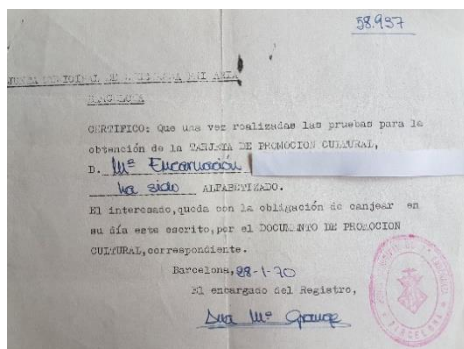 58.937
CERTIFICO: Que una vez realizadas las pruebas para la
obtención de la TARJETA DE PROMOCION CULTURAL,
D. Mª Encarnación
ha sido ALFABETIZADO.
El interesado, queda con la obligación de canjear en
su día este escrito, por el DOCUMENTO DE PROMOCION
CULTURAL, correspondiente.
Barcelona, 28-1-70
El encargado del Registro,
Ana Mª
BARCELONA